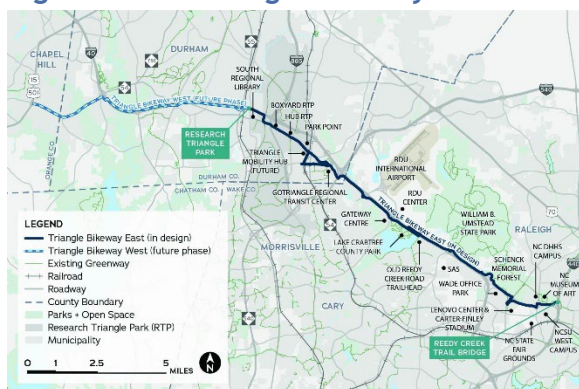 CHAPEL
HILL
DURHAM
15
501
ORANGE CO.
TRIANGLE BIKEWAY WEST (FUTURE PHASE)
SOUTH
REGIONAL
LIBRARY
BOXYARD RTP
HUB RTP
PARK POINT
RESEARCH
TRIANGLE
PARK
TRIANGLE
MOBILITY HUB
(FUTURE)
GOTRIANGLE REGIONAL
TRANSIT CENTER
DURHAM CO.
CHATHAM CO.
WAKE CO.
RDU
INTERNATIONAL
AIRPORT
RDU
CENTER
GATEWAY
CENTRE
TRIANGLE BIKEWAY EAST (IN DESIGN)
WILLIAM B.
UMSTEAD
STATE PARK
70
RALEIGH
LAKE CRABTREE
COUNTY PARK
MORRISVILLE
OLD REEDY
CREEK ROAD
TRAILHEAD
SAS
SCHENCK
MEMORIAL
FOREST
NC DHHS
CAMPUS
NC
MUSEUM
OF ART
WADE OFFICE
PARK
CARY
LENOVO CENTER &
CARTER-FINLEY
STADIUM
NC STATE
FAIR
GROUNDS
NCSU
WEST
CAMPUS
REEDY CREEK
TRAIL BRIDGE
LEGEND
Triangle Bikeway East (in design)
Triangle Bikeway West (future phase)
Existing Greenway
Railroad
Roadway
County Boundary
Parks + Open Space
Research Triangle Park (RTP)
Municipality
0 1 2.5 5
MILES
N